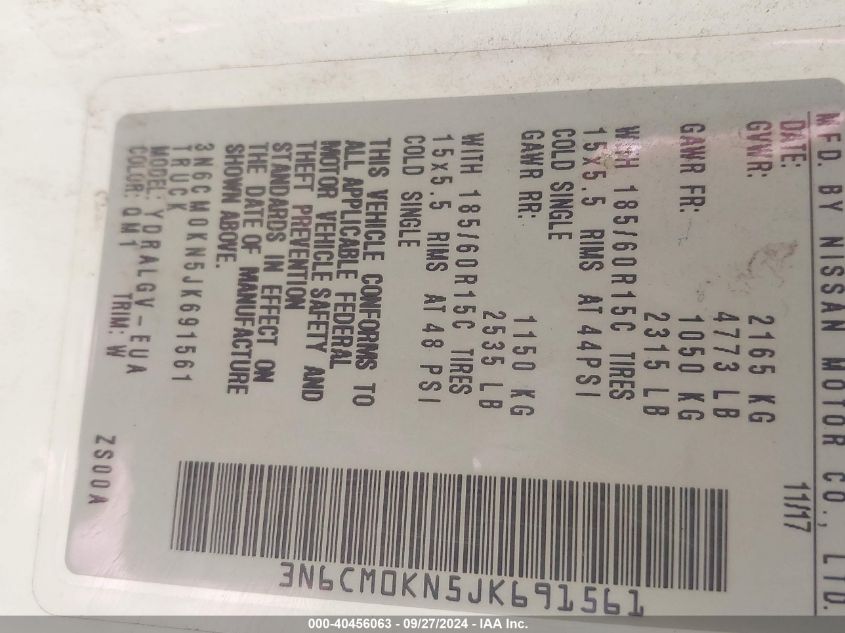 MFD. BY NISSAN MOTOR CO., LTD.
DATE: 11/17
GVWR: 2165 KG
4773 LB
GAWR FR: 1050 KG
2315 LB
WITH 185/60R15C TIRES
15x5.5 RIMS AT 44PSI
COLD SINGLE
GAWR RR: 1150 KG
2535 LB
WITH 185/60R15C TIRES
15x5.5 RIMS AT 48 PSI
COLD SINGLE
THIS VEHICLE CONFORMS TO
ALL APPLICABLE FEDERAL
MOTOR VEHICLE SAFETY AND
THEFT PREVENTION
STANDARDS IN EFFECT ON
THE DATE OF MANUFACTURE
SHOWN ABOVE.
3N6CM0KN5JK691561
TRUCK
MODEL: YDRALGV-EUA
COLOR: QM1 TRIM: W
ZS00A
3N6CM0KN5JK691561
000-40456063 - 09/27/2024 - IAA Inc.